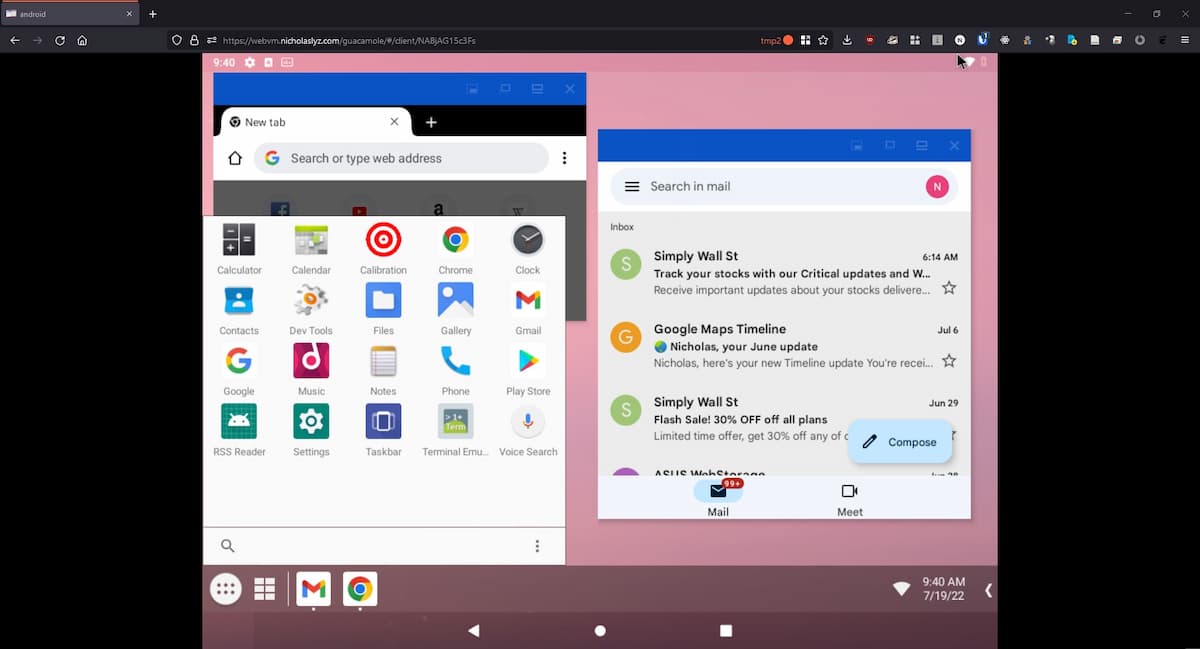 android
https://webvm.nicholaslyz.com/guacamole/#/client/NABjAG15c3Fs
tmp2
9:40
New tab
Search or type web address
a
W
Calculator
Calendar
Calibration
Chrome
Clock
Contacts
Dev Tools
Files
Gallery
Gmail
Google
Music
Notes
Phone
Play Store
RSS Reader
Settings
Taskbar
>_1+
Term
Terminal Emu...
Voice Search
Search in mail
N
Inbox
S
Simply Wall St
6:14 AM
Track your stocks with our Critical updates and W...
Receive important updates about your stocks delivere...
G
Google Maps Timeline
Jul 6
Nicholas, your June update
Nicholas, here's your new Timeline update You're recei...
S
Simply Wall St
Jun 29
Flash Sale! 30% OFF off all plans
Limited time offer, get 30% off any of
Compose
ASUS WebStorage
99+
Mail
Meet
9:40 AM
7/19/22